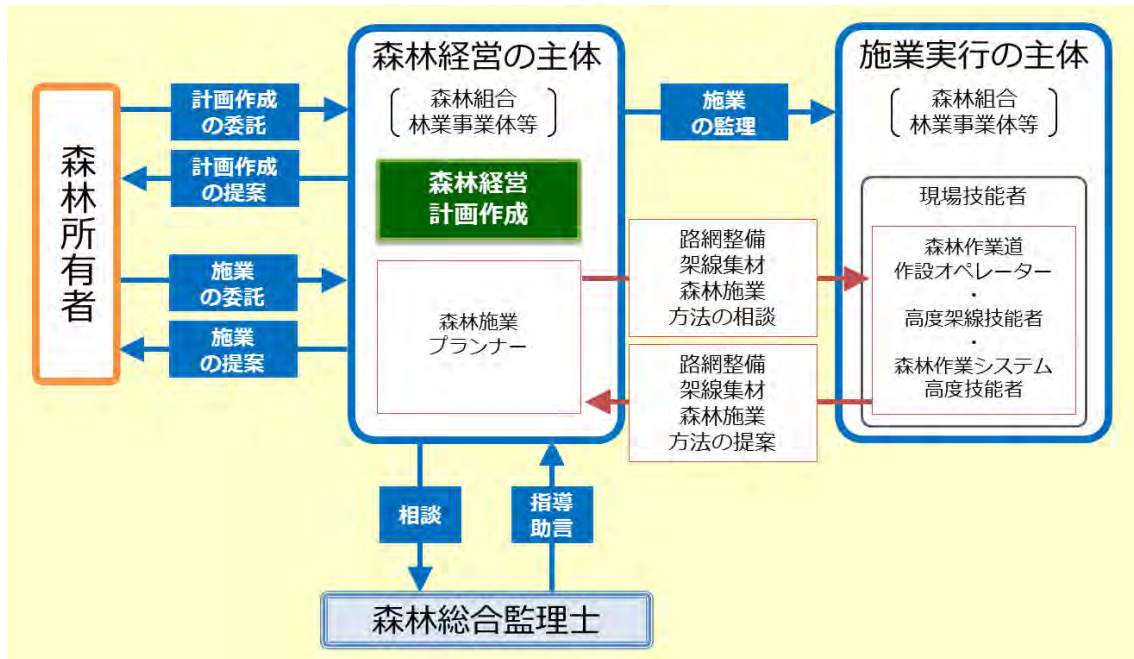 森林所有者
計画作成
の委託
計画作成
の提案
施業
の委託
施業
の提案
森林経営の主体
森林組合
林業事業体等
森林経営
計画作成
森林施業
プランナー
施業
の監理
路網整備
架線集材
森林施業
方法の相談
路網整備
架線集材
森林施業
方法の提案
施業実行の主体
森林組合
林業事業体等
現場技能者
森林作業道
作設オペレーター
・
高度架線技能者
・
森林作業システム
高度技能者
相談
指導
助言
森林総合監理士